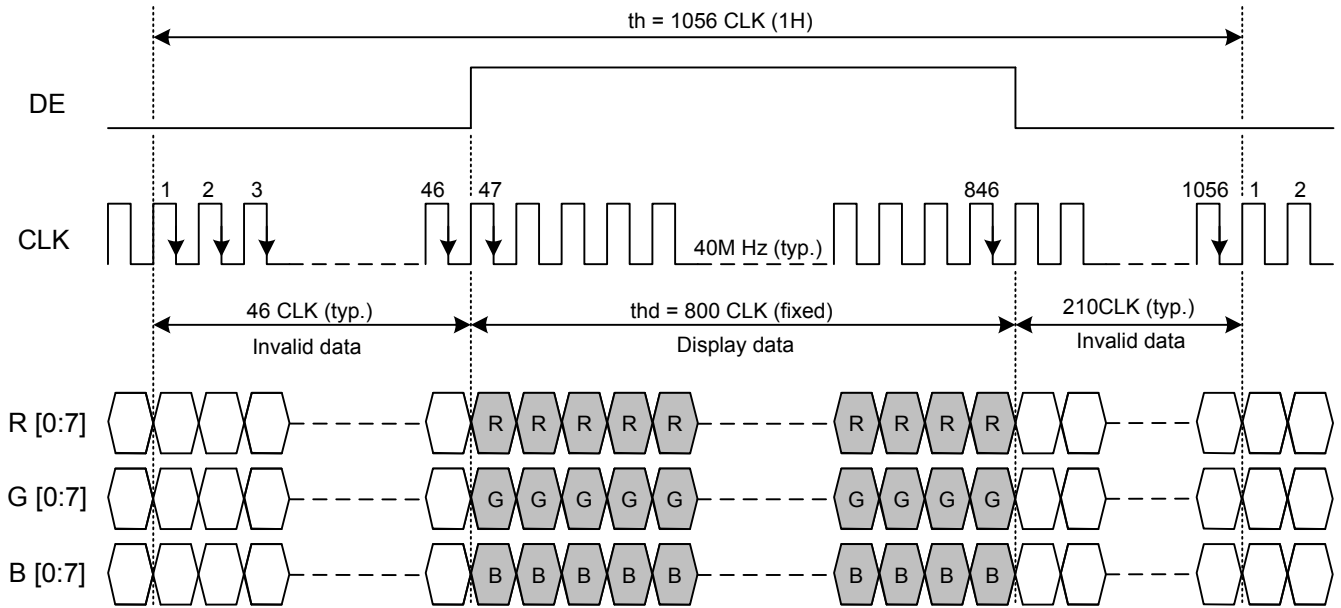 th = 1056 CLK (1H)
DE
1 2 3 46 47 846 1056 1 2
CLK
40M Hz (typ.)
46 CLK (typ.) thd = 800 CLK (fixed) 210CLK (typ.)
Invalid data Display data Invalid data
R [0:7] R R R R R R R R R
G [0:7] G G G G G G G G G
B [0:7] B B B B B B B B B